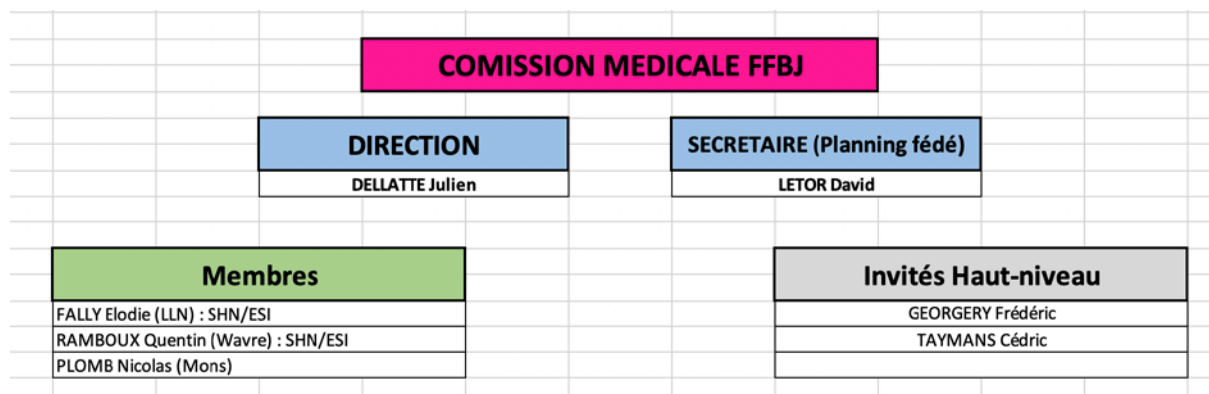 COMISSION MEDICALE FFBJ
DIRECTION
DELLATTE Julien
SECRETAIRE (Planning fédé)
LETOR David
Membres
FALLY Elodie (LLN) : SHN/ESI
RAMBOUX Quentin (Wavre) : SHN/ESI
PLOMB Nicolas (Mons)
Invités Haut-niveau
GEORGERY Frédéric
TAYMANS Cédric